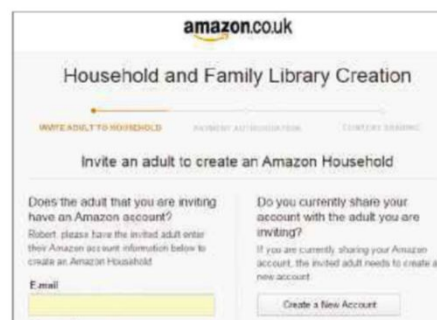 amazon.co.uk
Household and Family Library Creation
INVITE ADULT TO HOUSEHOLD
PAYMENT AUTHORISATION
CONTENT SHARING
Invite an adult to create an Amazon Household
Does the adult that you are inviting
have an Amazon account?
Robert, please have the invited adult enter
their Amazon account information below to
create an Amazon Household
E.mail
Do you currently share your
account with the adult you are
inviting?
If you are currently sharing your Amazon
account, the invited adult needs to create a
new account.
Create a New Account